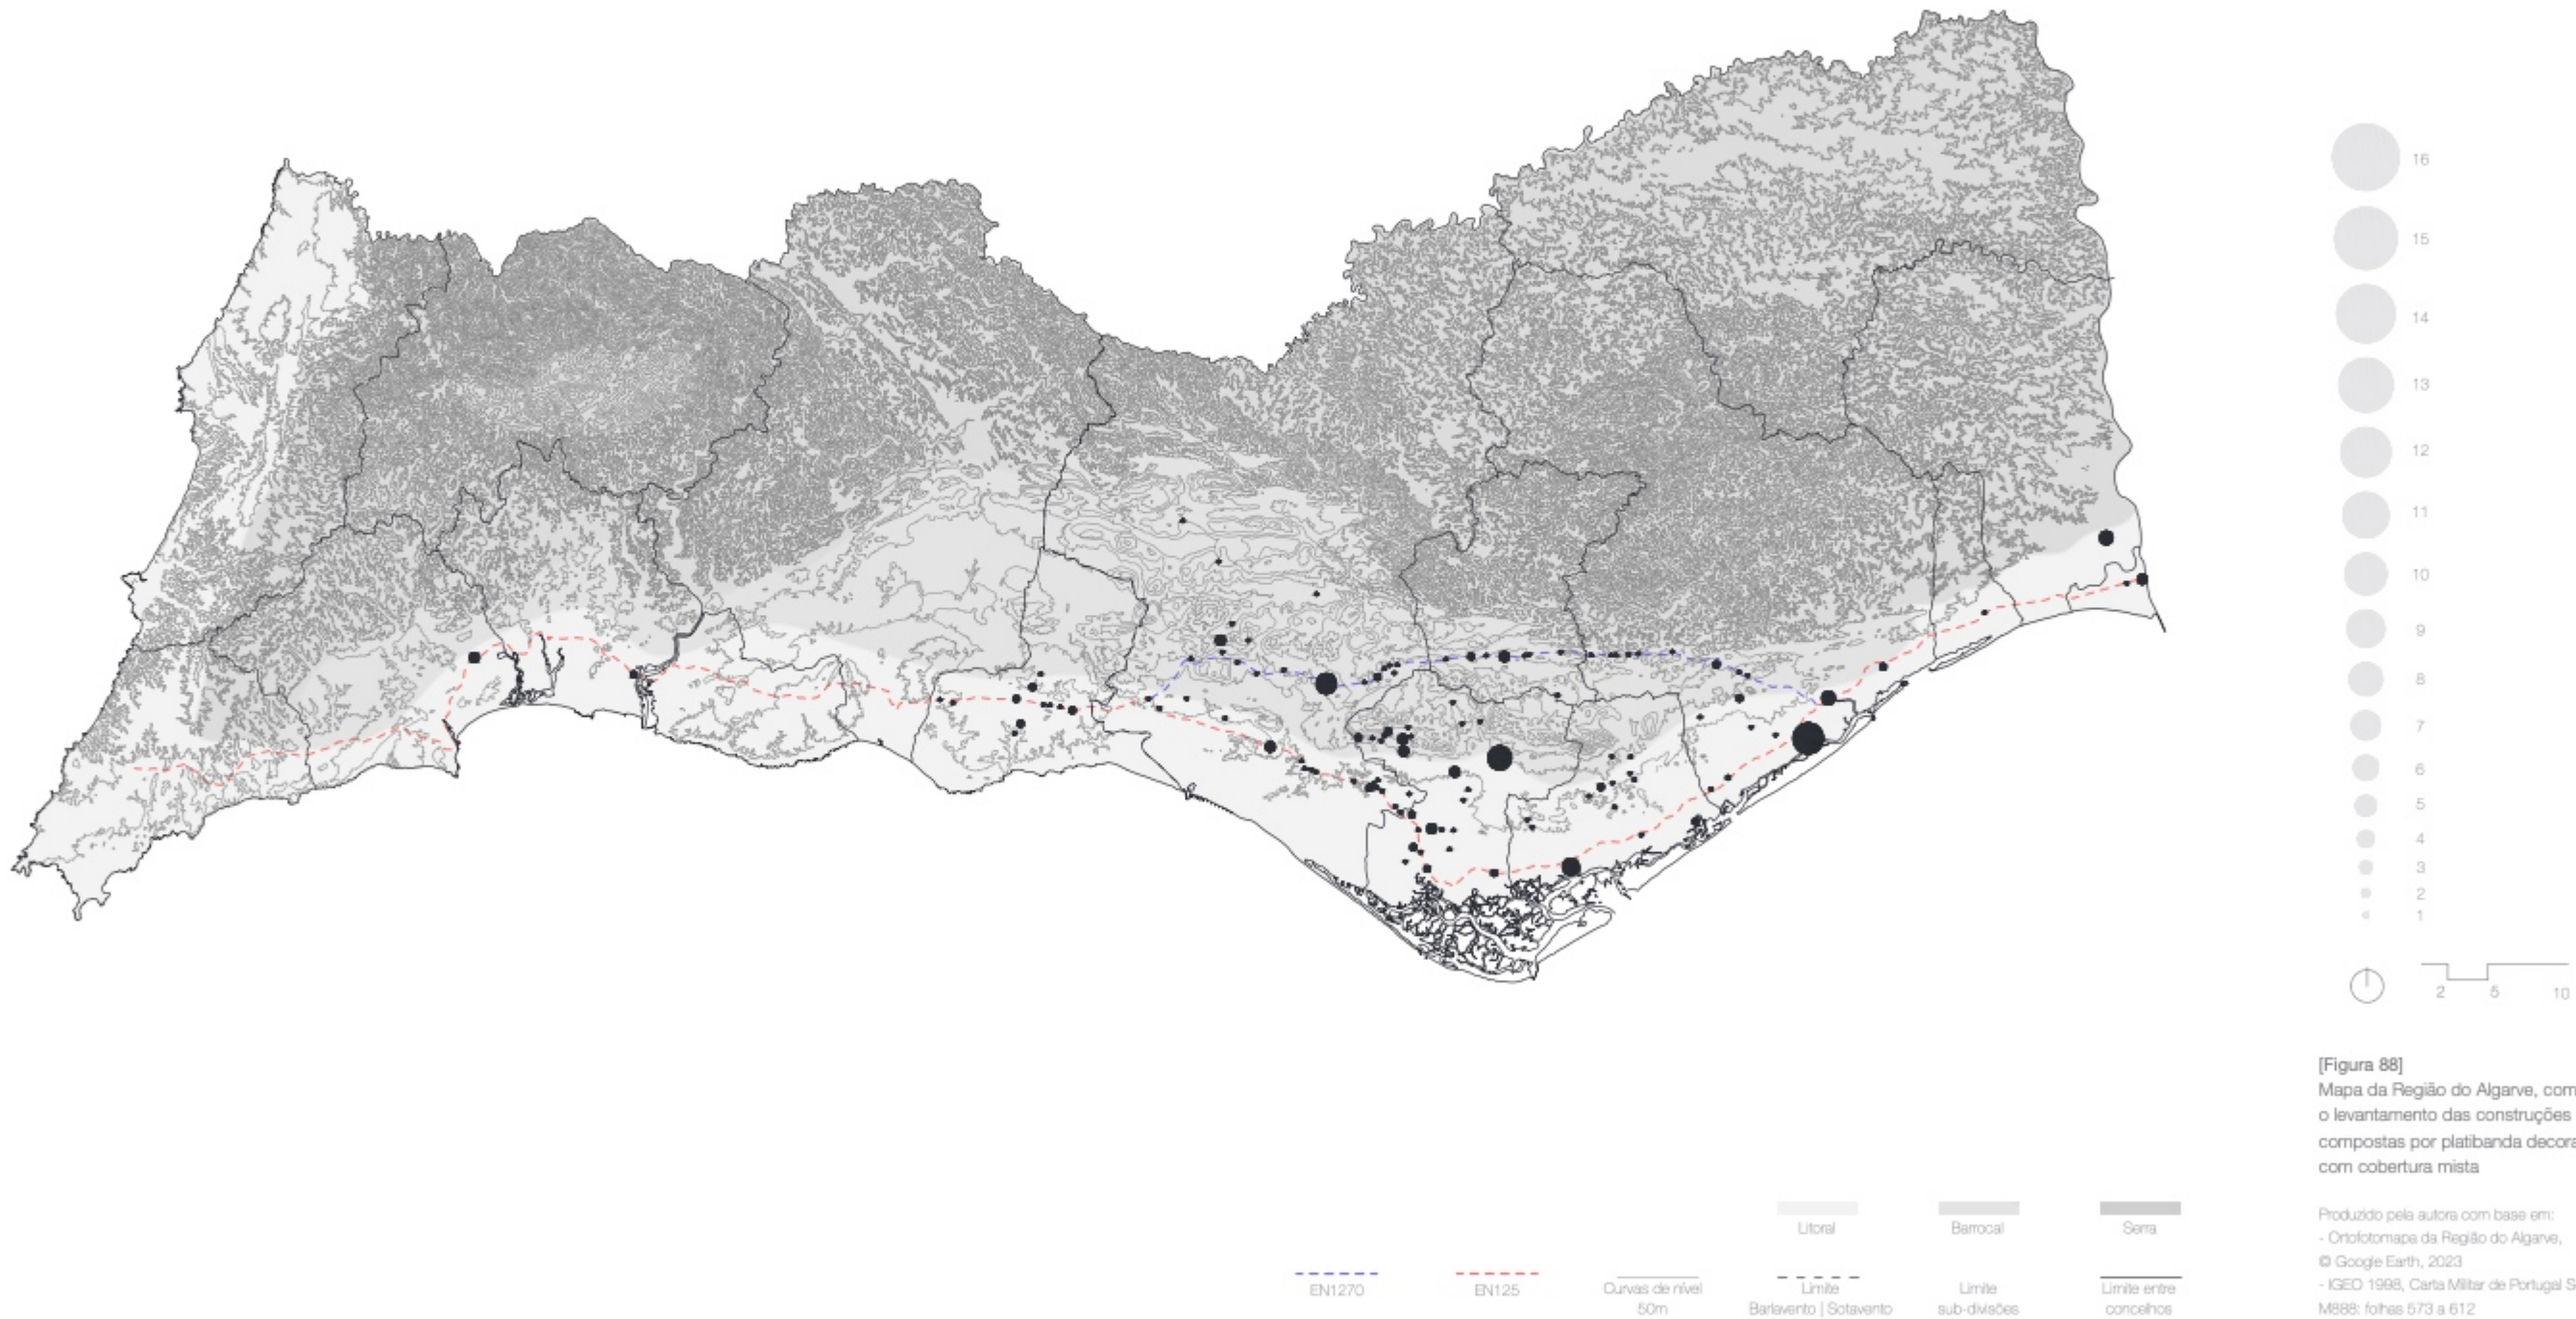 16
15
14
13
12
11
10
9
8
7
6
5
4
3
2
1
2 5 10
[Figura 88]
Mapa da Região do Algarve, com
o levantamento das construções
compostas por platibanda decora
com cobertura mista
Produzido pela autora com base em:
- Ortofotomapa da Região do Algarve,
© Google Earth, 2023
- IGEO 1998, Carta Militar de Portugal S
M888: folhas 573 a 612
Litoral Barrocal Serra
EN1270 EN125 Curvas de nível Limite Limite Limite entre
50m Barlavento | Sotavento sub-divisões concelhos